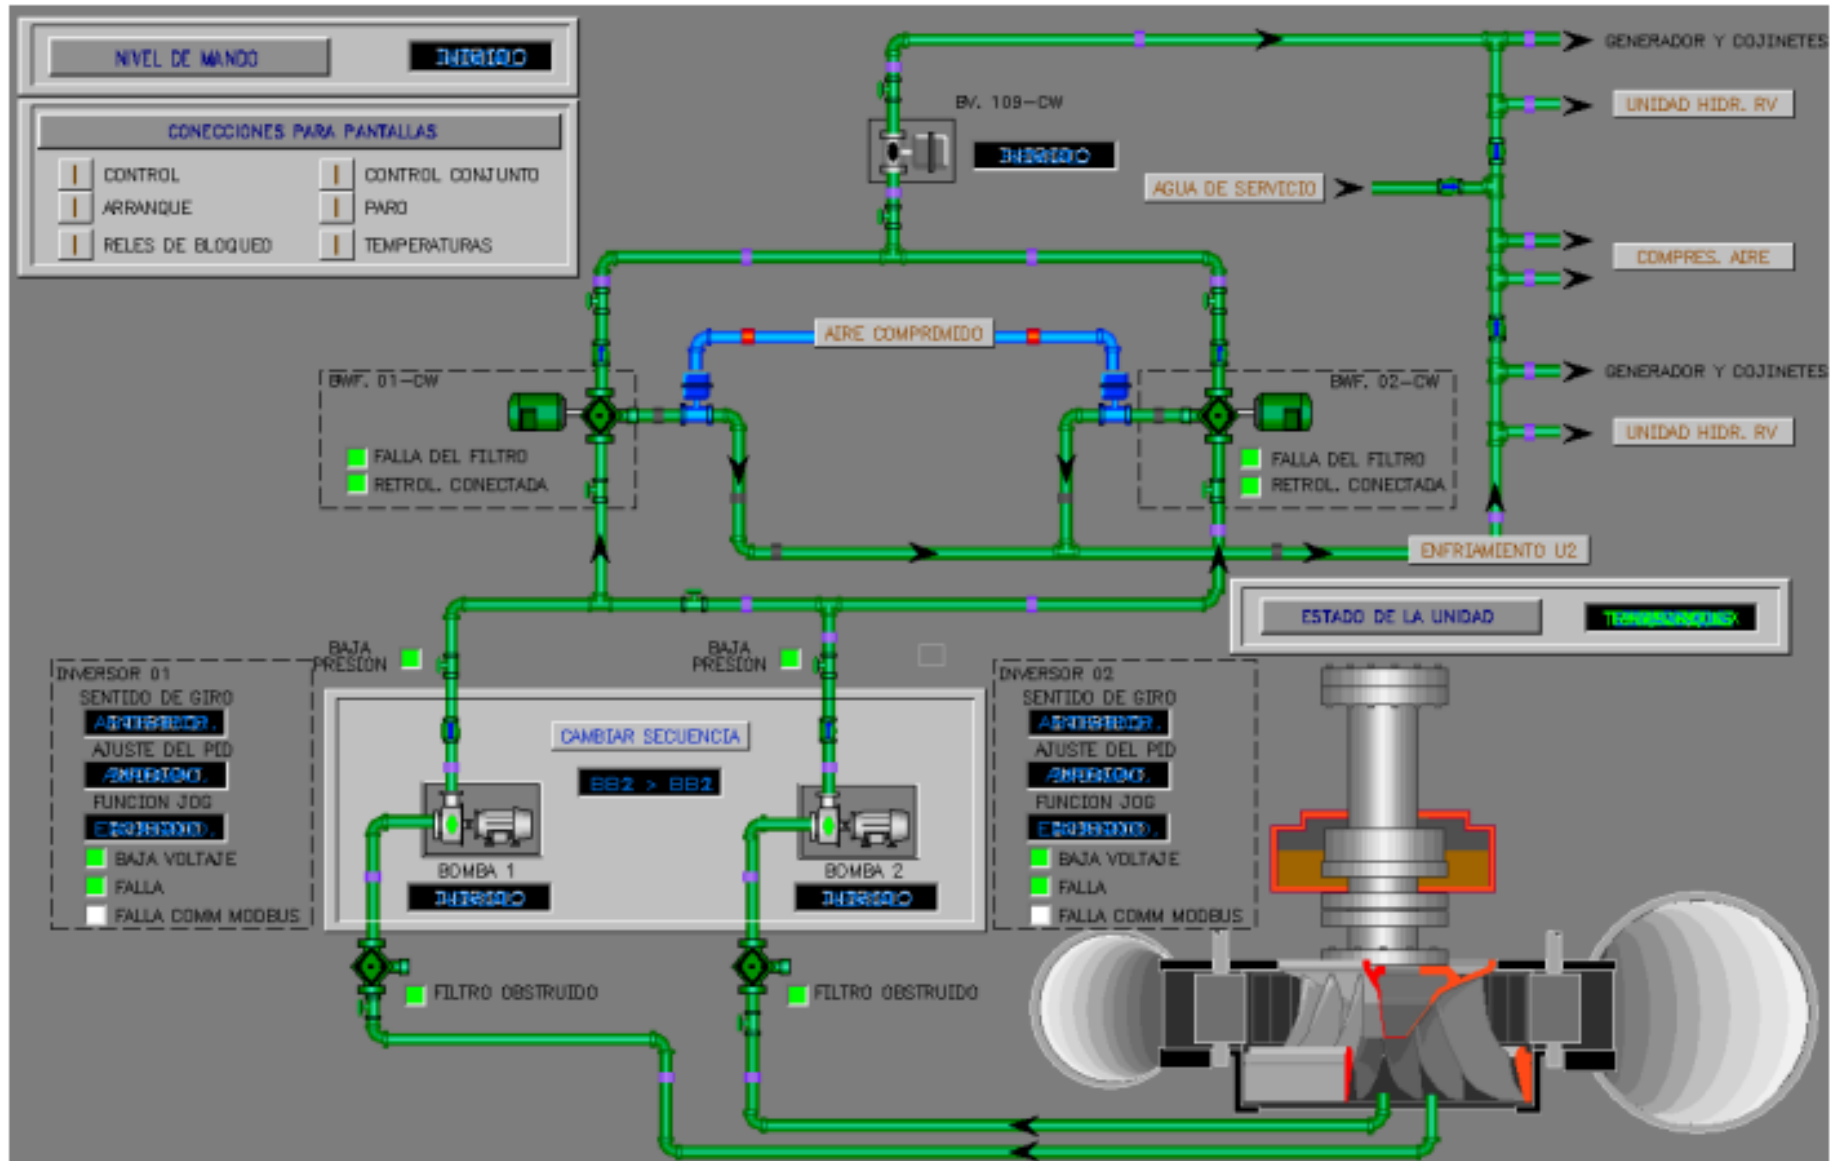 NIVEL DE MANDO
CONECCIONES PARA PANTALLAS
CONTROL
CONTROL CONJUNTO
ARRANQUE
PARO
RELES DE BLOQUEO
TEMPERATURAS
BV. 109-CW
GENERADOR Y COJINETES
UNIDAD HIDR. RV
AGUA DE SERVICIO
COMPRES. AIRE
AIRE COMPRIMIDO
GENERADOR Y COJINETES
UNIDAD HIDR. RV
BWF. 01-CW
FALLA DEL FILTRO
RETROL. CONECTADA
BWF. 02-CW
FALLA DEL FILTRO
RETROL. CONECTADA
ENFRIAMIENTO U2
ESTADO DE LA UNIDAD
BAJA
PRESION
BAJA
PRESION
INVERSOR 01
SENTIDO DE GIRO
AJUSTE DEL PID
FUNCION JOG
BAJA VOLTAJE
FALLA
FALLA COMM MODBUS
CAMBIAR SECUENCIA
BB2 > BB2
BOMBA 1
BOMBA 2
INVERSOR 02
SENTIDO DE GIRO
AJUSTE DEL PID
FUNCION JOG
BAJA VOLTAJE
FALLA
FALLA COMM MODBUS
FILTRO OBSTRUIDO
FILTRO OBSTRUIDO